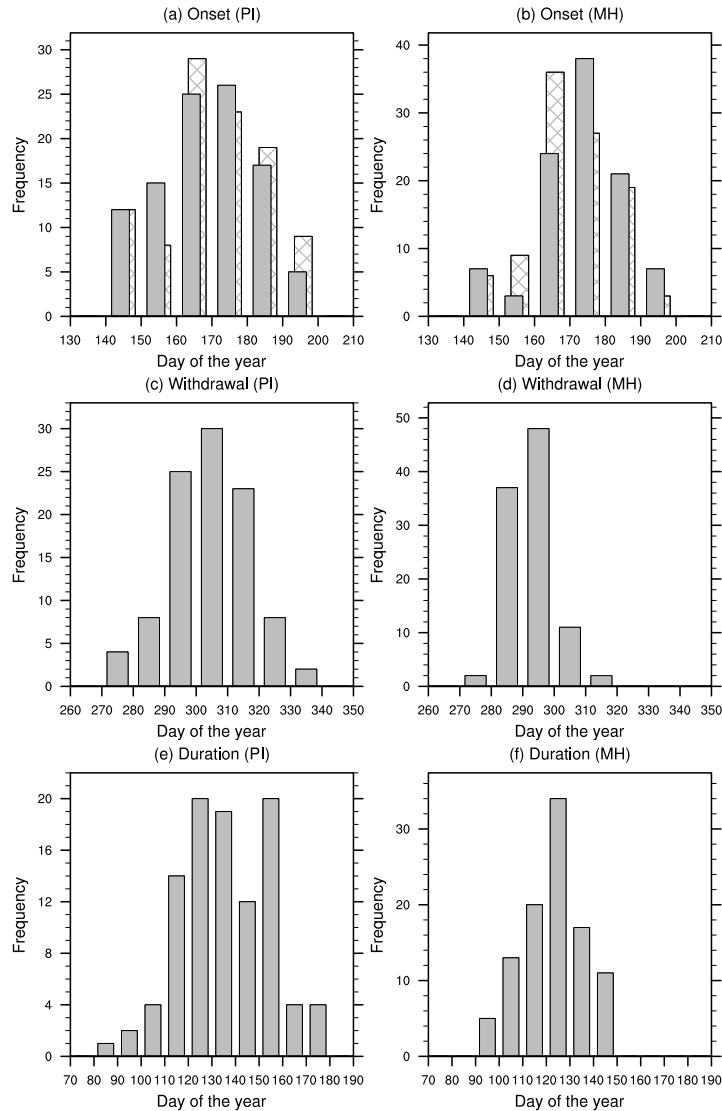 (a) Onset (PI)
(b) Onset (MH)
Frequency
0 5 10 15 20 25 30
130 140 150 160 170 180 190 200 210
Day of the year
Frequency
0 10 20 30 40
130 140 150 160 170 180 190 200 210
Day of the year
(c) Withdrawal (PI)
(d) Withdrawal (MH)
Frequency
0 5 10 15 20 25 30
260 270 280 290 300 310 320 330 340 350
Day of the year
Frequency
0 10 20 30 40 50
260 270 280 290 300 310 320 330 340 350
Day of the year
(e) Duration (PI)
(f) Duration (MH)
Frequency
0 4 8 12 16 20
70 80 90 100 110 120 130 140 150 160 170 180 190
Day of the year
Frequency
0 10 20 30
70 80 90 100 110 120 130 140 150 160 170 180 190
Day of the year